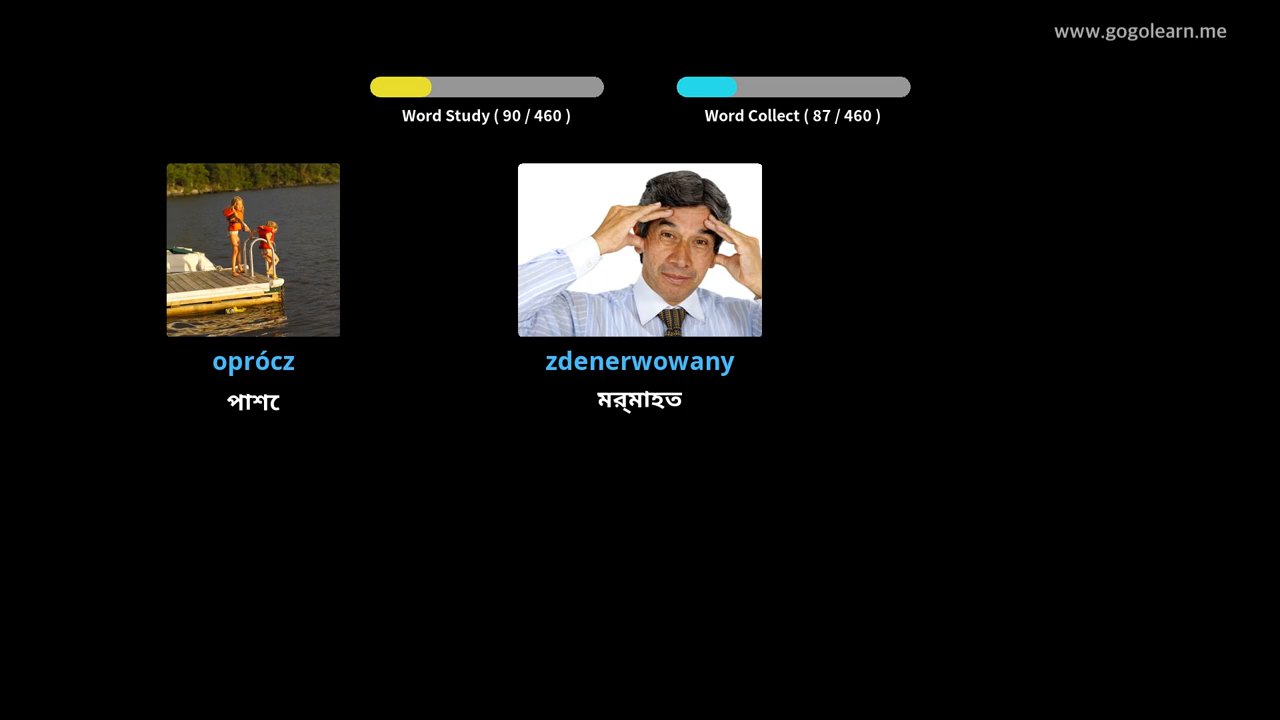 www.gogolearn.me
Word Study ( 90 / 460 )
Word Collect ( 87 / 460 )
oprócz
পাশে
zdenerwowany
মর্মাহত